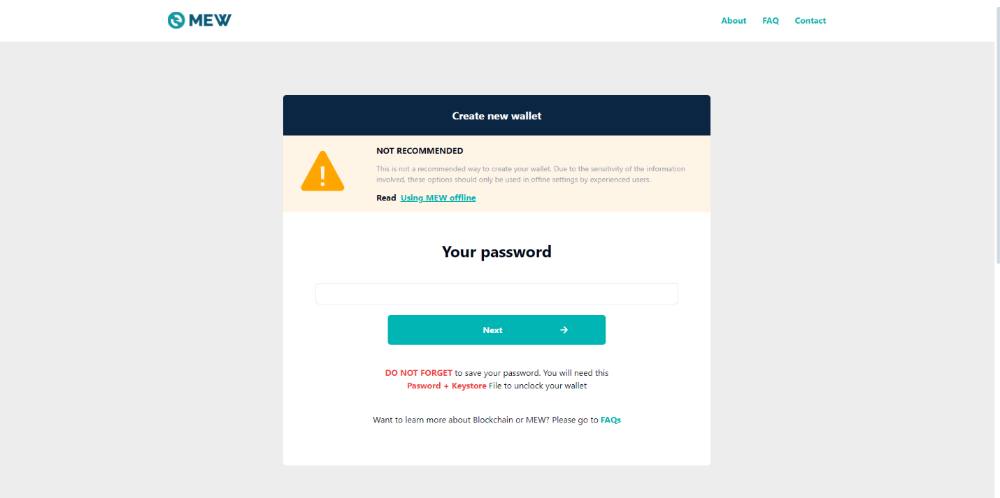 MEW
About FAQ Contact
Create new wallet
NOT RECOMMENDED
This is not a recommended way to create your wallet. Due to the sensitivity of the information
involved, these options should only be used in offine settings by experienced users.
Read Using MEW offline
Your password
Next
DO NOT FORGET to save your password. You will need this
Pasword + Keystore File to unclock your wallet
Want to learn more about Blockchain or MEW? Please go to FAQs